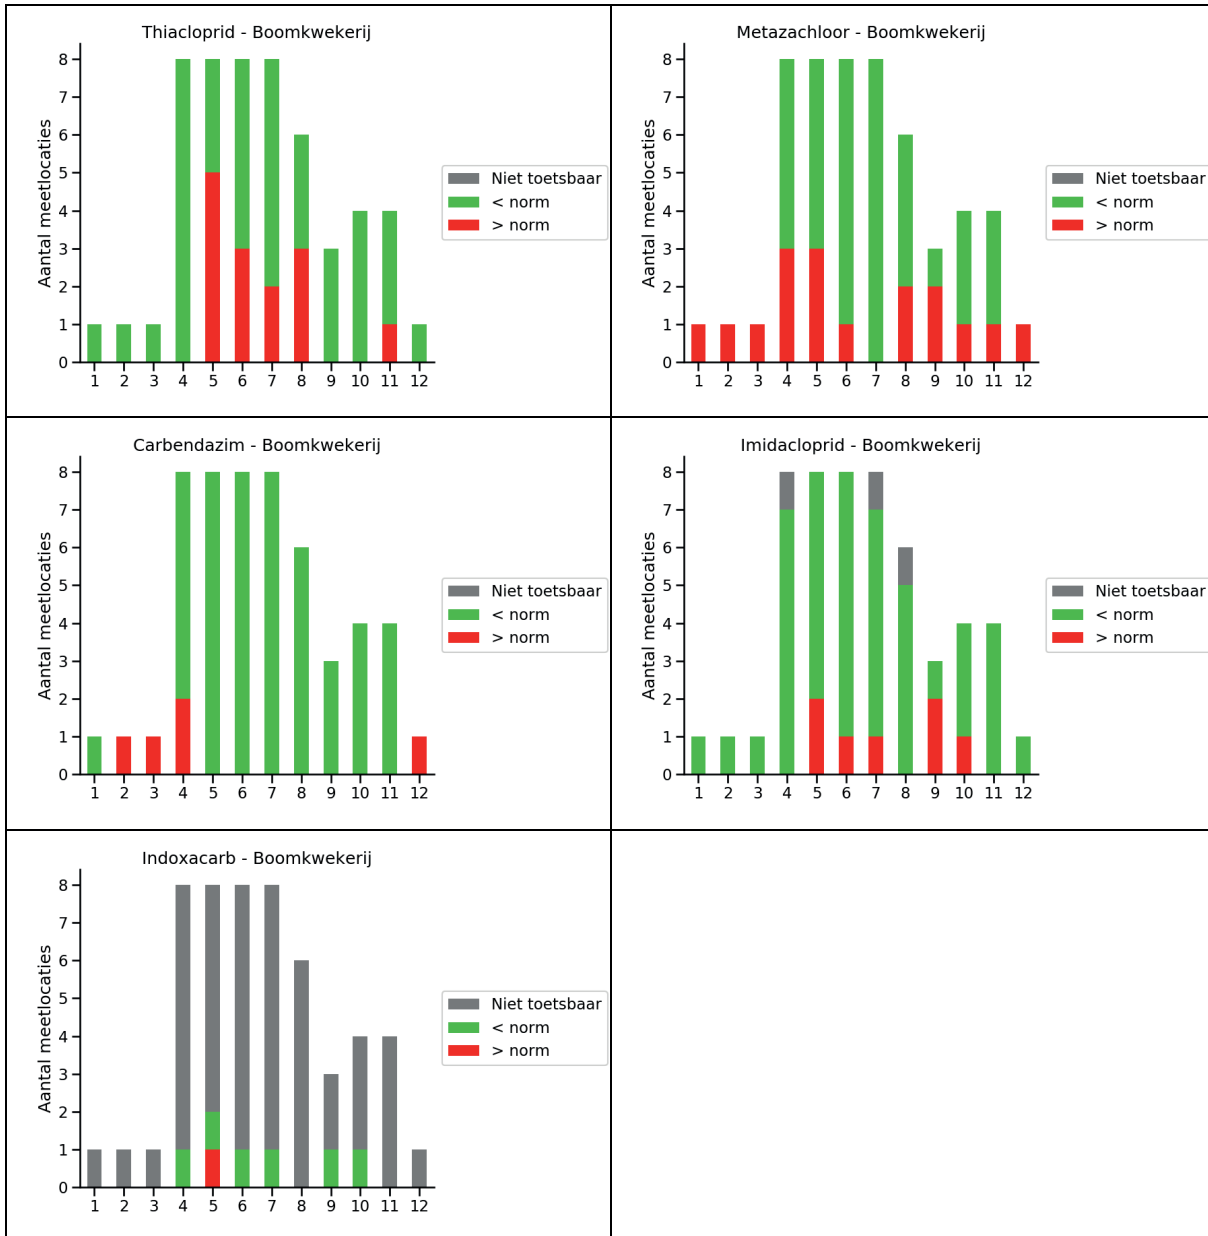 Thiacloprid - Boomkwekerij
Aantal meetlocaties
8
7
6
5
4
3
2
1
0
1 2 3 4 5 6 7 8 9 10 11 12
Niet toetsbaar
< norm
> norm
Metazachloor - Boomkwekerij
Aantal meetlocaties
8
7
6
5
4
3
2
1
0
1 2 3 4 5 6 7 8 9 10 11 12
Niet toetsbaar
< norm
> norm
Carbendazim - Boomkwekerij
Aantal meetlocaties
8
7
6
5
4
3
2
1
0
1 2 3 4 5 6 7 8 9 10 11 12
Niet toetsbaar
< norm
> norm
Imidacloprid - Boomkwekerij
Aantal meetlocaties
8
7
6
5
4
3
2
1
0
1 2 3 4 5 6 7 8 9 10 11 12
Niet toetsbaar
< norm
> norm
Indoxacarb - Boomkwekerij
Aantal meetlocaties
8
7
6
5
4
3
2
1
0
1 2 3 4 5 6 7 8 9 10 11 12
Niet toetsbaar
< norm
> norm